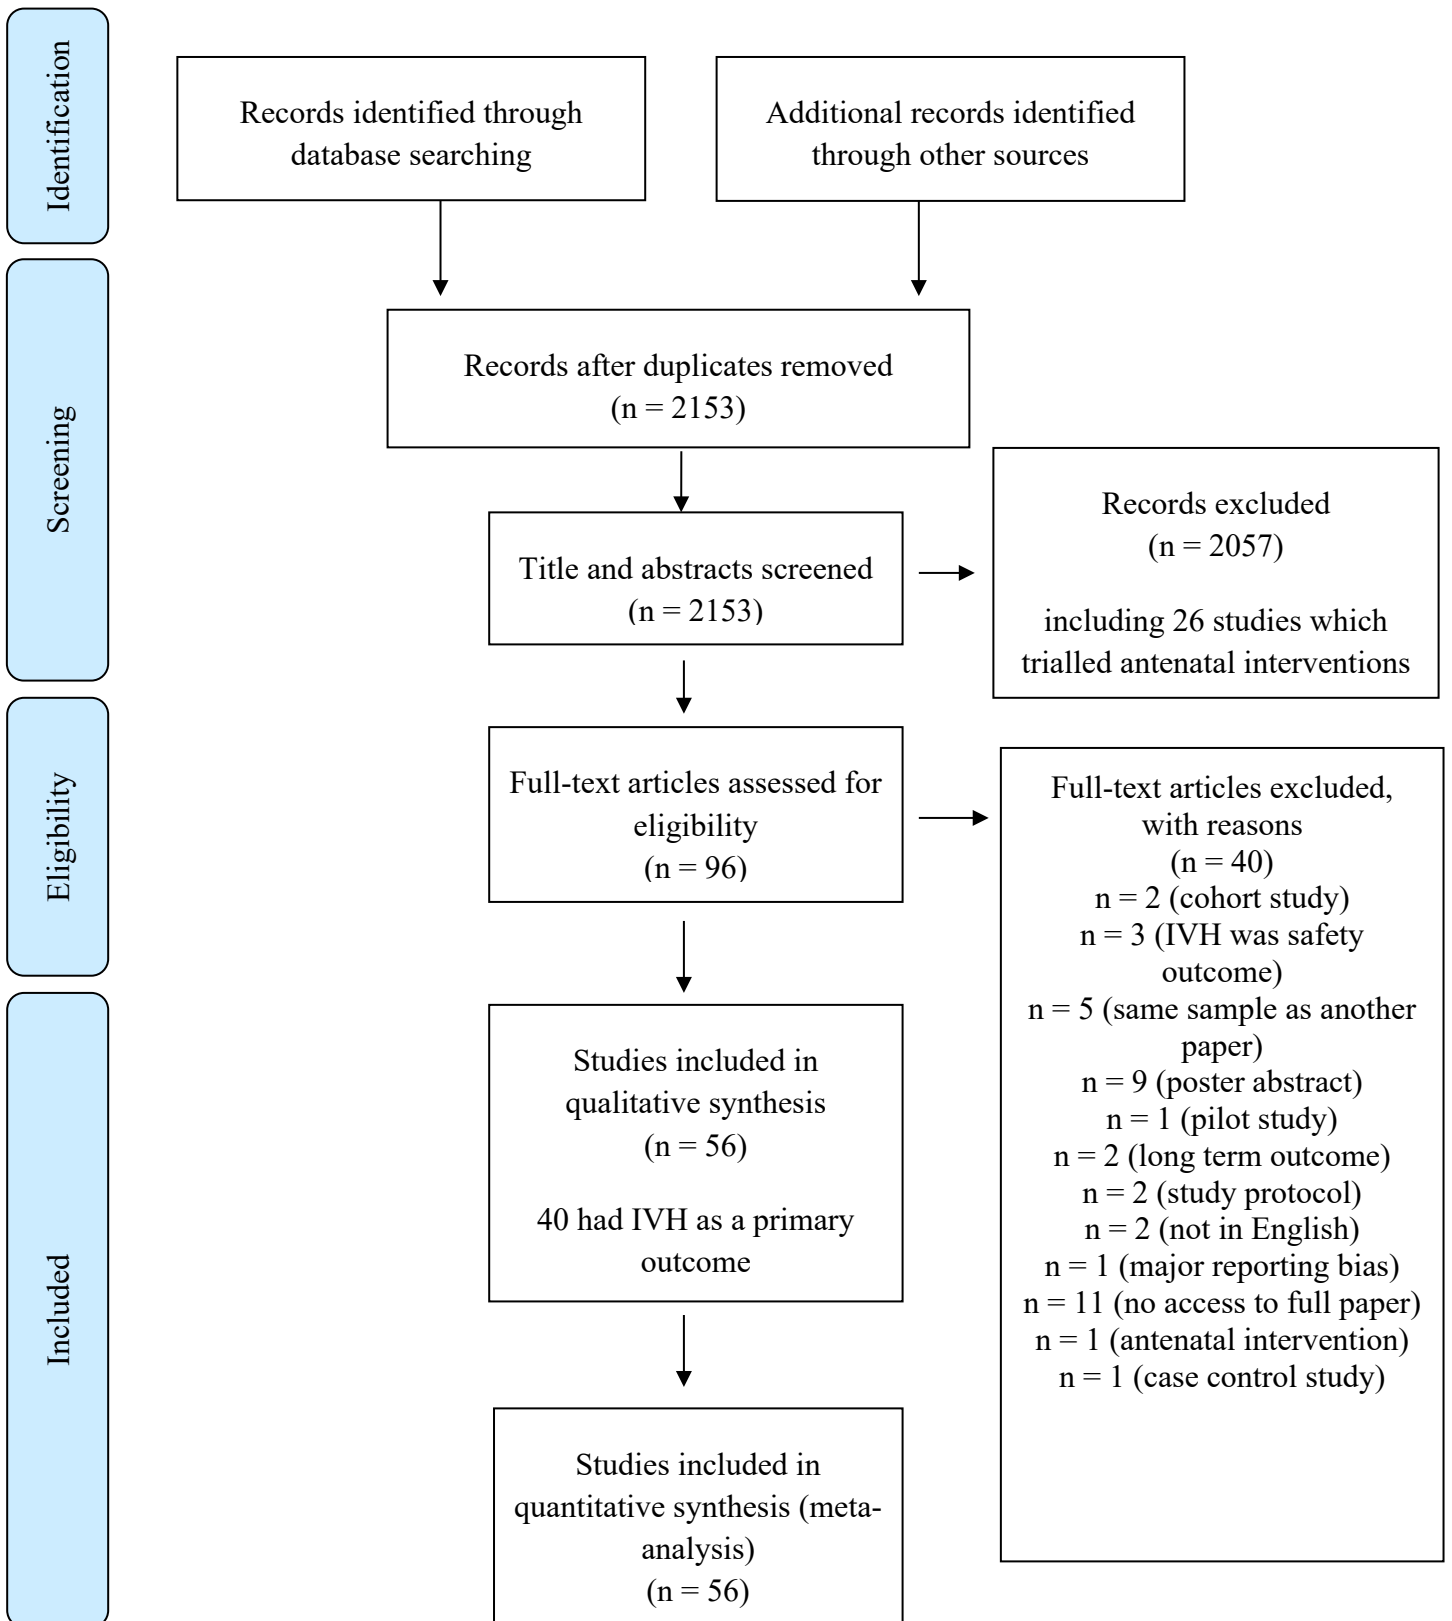 Identification
Records identified through
database searching
Additional records identified
through other sources
Screening
Records after duplicates removed
(n = 2153)
Title and abstracts screened
(n = 2153)
Records excluded
(n = 2057)
including 26 studies which
trialled antenatal interventions
Eligibility
Full-text articles assessed for
eligibility
(n = 96)
Full-text articles excluded,
with reasons
(n = 40)
n = 2 (cohort study)
n = 3 (IVH was safety
outcome)
n = 5 (same sample as another
paper)
n = 9 (poster abstract)
n = 1 (pilot study)
n = 2 (long term outcome)
n = 2 (study protocol)
n = 2 (not in English)
n = 1 (major reporting bias)
n = 11 (no access to full paper)
n = 1 (antenatal intervention)
n = 1 (case control study)
Included
Studies included in
qualitative synthesis
(n = 56)
40 had IVH as a primary
outcome
Studies included in
quantitative synthesis (meta-
analysis)
(n = 56)